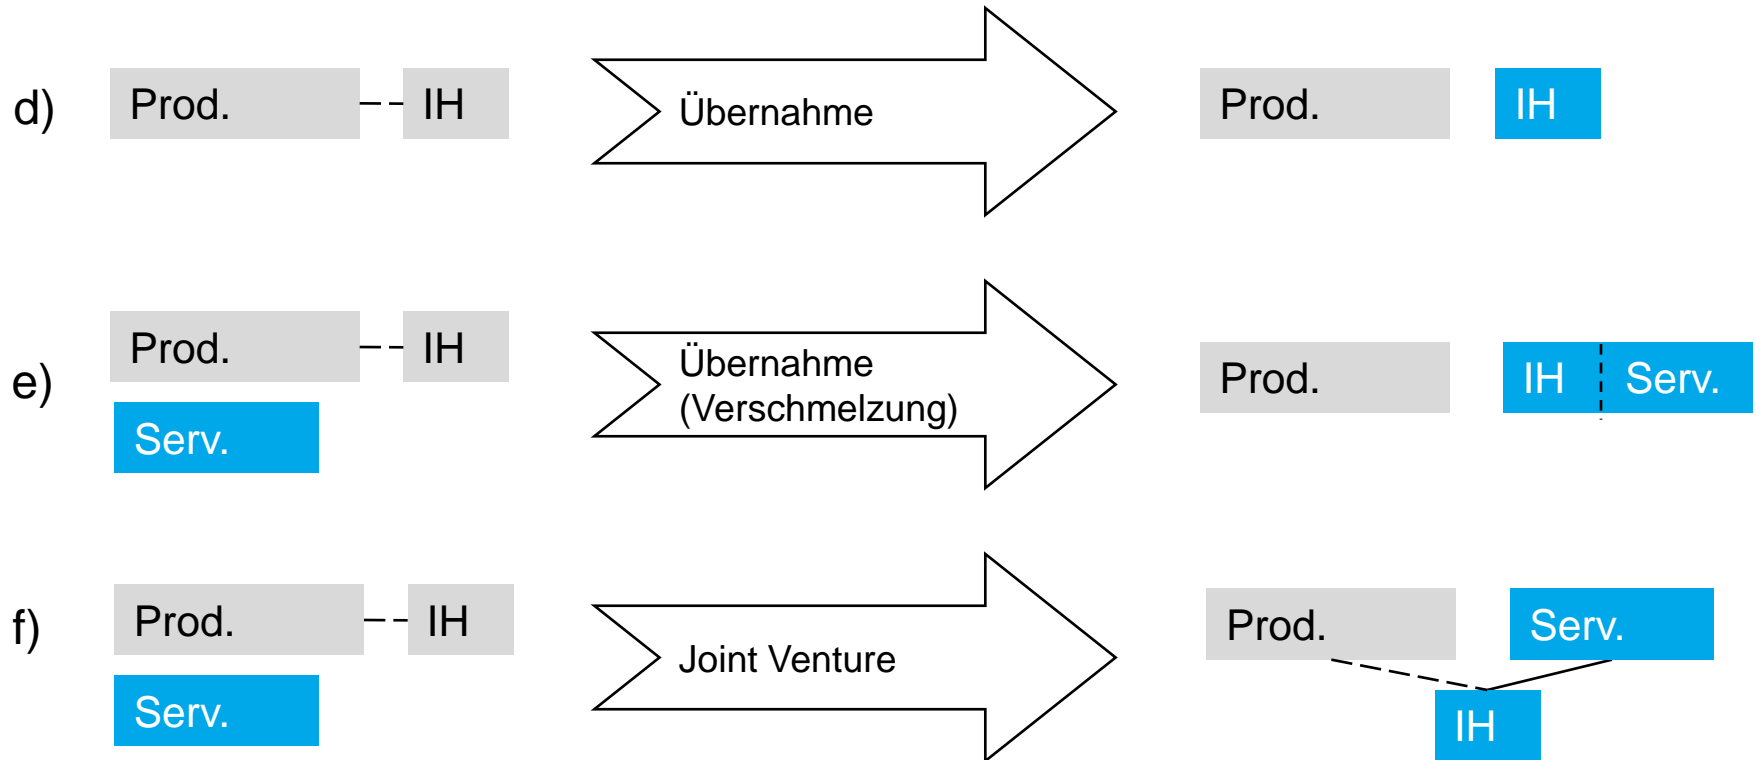 d) Prod. IH Übernahme Prod. IH
e) Prod. IH Übernahme (Verschmelzung) Prod. IH Serv.
Serv.
f) Prod. IH Joint Venture Prod. Serv.
Serv. IH